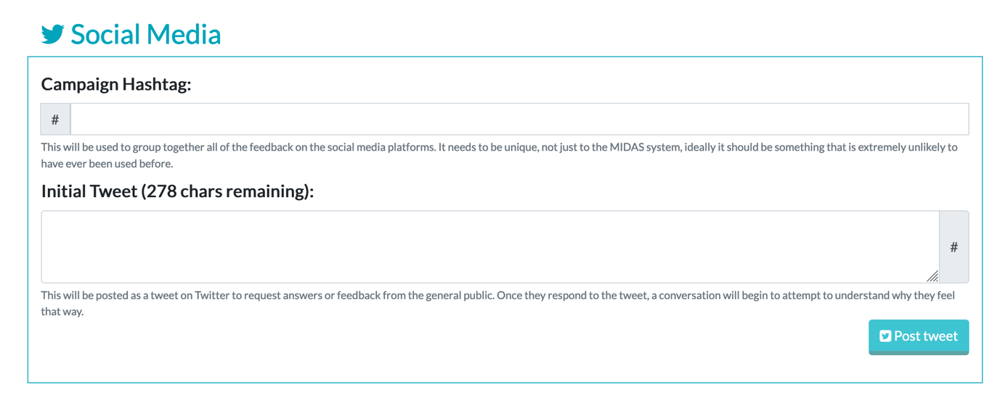 Social Media
Campaign Hashtag:
#
This will be used to group together all of the feedback on the social media platforms. It needs to be unique, not just to the MIDAS system, ideally it should be something that is extremely unlikely to
have ever been used before.
Initial Tweet (278 chars remaining):
#
This will be posted as a tweet on Twitter to request answers or feedback from the general public. Once they respond to the tweet, a conversation will begin to attempt to understand why they feel
that way.
Post tweet